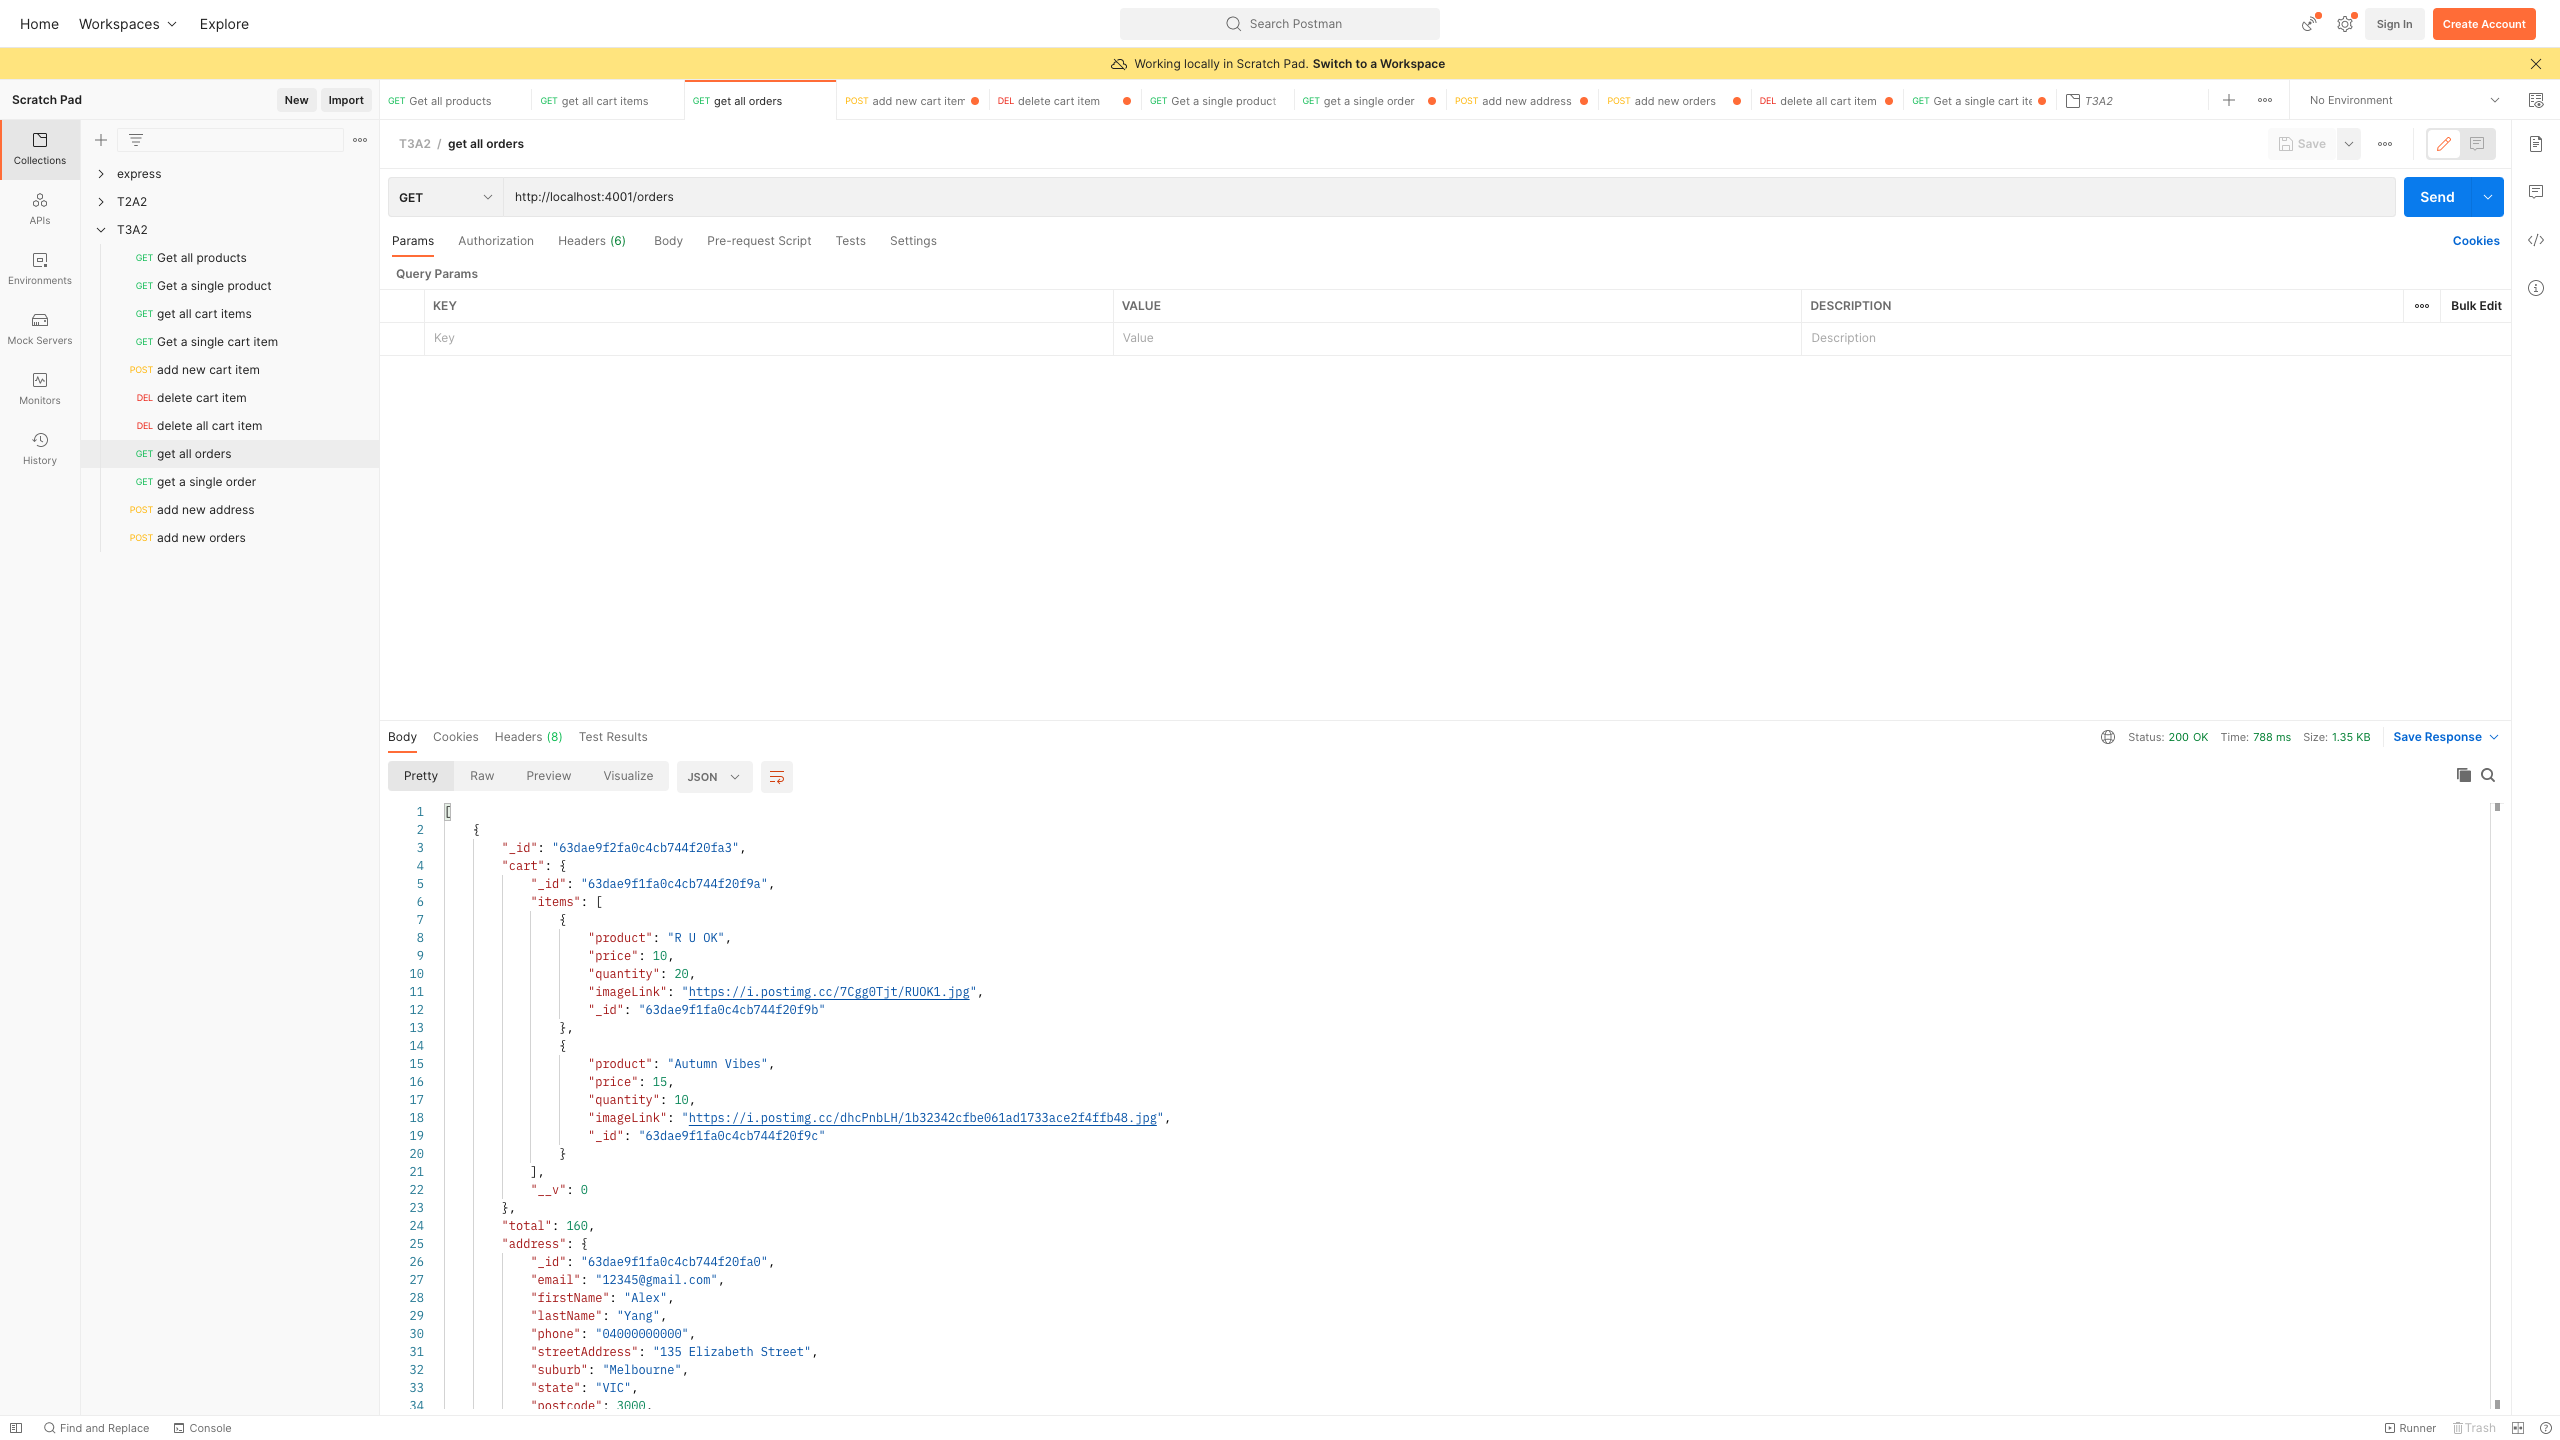 Home Workspaces Explore Search Postman Sign In Create Account
Working locally in Scratch Pad. Switch to a Workspace
Scratch Pad New Import GET Get all products GET get all cart items GET get all orders POST add new cart item DEL delete cart item GET Get a single product GET get a single order POST add new address POST add new orders DEL delete all cart item GET Get a single cart ite T3A2 No Environment
Collections
APIs
Environments
Mock Servers
Monitors
History
express
T2A2
T3A2
GET Get all products
GET Get a single product
GET get all cart items
GET Get a single cart item
POST add new cart item
DEL delete cart item
DEL delete all cart item
GET get all orders
GET get a single order
POST add new address
POST add new orders
T3A2 / get all orders Save
GET http://localhost:4001/orders Send
Params Authorization Headers (6) Body Pre-request Script Tests Settings Cookies
Query Params
KEY VALUE DESCRIPTION Bulk Edit
Key Value Description
Body Cookies Headers (8) Test Results Status: 200 OK Time: 788 ms Size: 1.35 KB Save Response
Pretty Raw Preview Visualize JSON
1 [
2 {
3 "_id": "63dae9f2fa0c4cb744f20fa3",
4 "cart": {
5 "_id": "63dae9f1fa0c4cb744f20f9a",
6 "items": [
7 {
8 "product": "R U OK",
9 "price": 10,
10 "quantity": 20,
11 "imageLink": "https://i.postimg.cc/7Cgg0Tjt/RUOK1.jpg",
12 "_id": "63dae9f1fa0c4cb744f20f9b"
13 },
14 {
15 "product": "Autumn Vibes",
16 "price": 15,
17 "quantity": 10,
18 "imageLink": "https://i.postimg.cc/dhcPnbLH/1b32342cfbe061ad1733ace2f4ffb48.jpg",
19 "_id": "63dae9f1fa0c4cb744f20f9c"
20 }
21 ],
22 "__v": 0
23 },
24 "total": 160,
25 "address": {
26 "_id": "63dae9f1fa0c4cb744f20fa0",
27 "email": "12345@gmail.com",
28 "firstName": "Alex",
29 "lastName": "Yang",
30 "phone": "04000000000",
31 "streetAddress": "135 Elizabeth Street",
32 "suburb": "Melbourne",
33 "state": "VIC",
34 "postcode": 3000,
Find and Replace Console Runner Trash